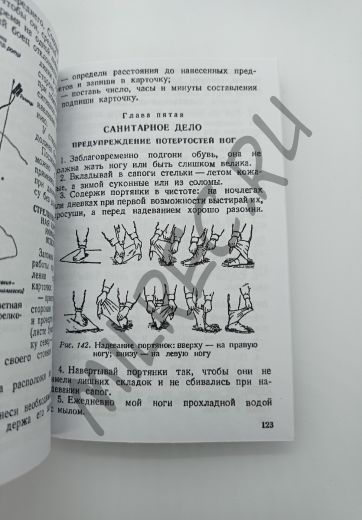 — определи расстояния до нанесенных пред-
метов и запиши в карточку;
— поставь число, часы и минуты составления
подпиши карточку.
Глава пятая
САНИТАРНОЕ ДЕЛО
ПРЕДУПРЕЖДЕНИЕ ПОТЕРТОСТЕЙ НОГ
1. Заблаговременно подгони обувь, она не
должна жать ногу или быть слишком велика.
2. Вкладывай в сапоги стельки — летом кожа-
ные, а зимой суконные или из соломы.
3. Содержи портянки в чистоте; на ночлегах
или дневках при первой возможности выстирай их,
просуши, а перед надеванием хорошо разомни.
Рис. 142. Надевание портянок: вверху — на правую
ногу; внизу — на левую ногу
4. Навертывай портянки так, чтобы они не
имели лишних складок и не сбивались при на-
девании сапог.
5. Ежедневно мой ноги прохладной водой
с мылом.
123
MILREC.RU